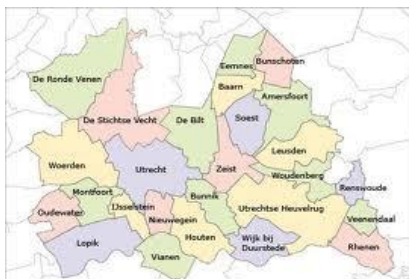 Bunschoten
Eemnes
De Ronde Venen
Baarn
Amersfoort
De Stichtse Vecht
De Bilt
Soest
Leusden
Woerden
Utrecht
Zeist
Woudenberg
Renswoude
Montfoort
Bunnik
Utrechtse Heuvelrug
IJsselstein
Oudewater
Nieuwegein
Veenendaal
Houten
Wijk bij
Duurstede
Lopik
Rhenen
Vianen